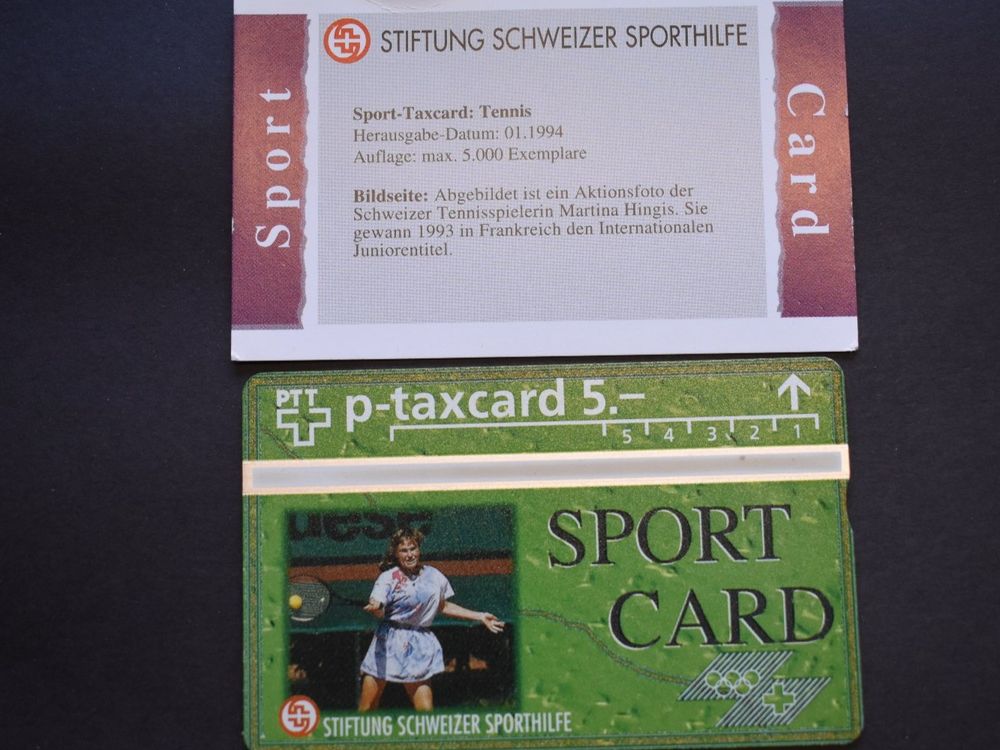 Sport
STIFTUNG SCHWEIZER SPORTHILFE
Sport-Taxcard: Tennis
Herausgabe-Datum: 01.1994
Auflage: max. 5.000 Exemplare
Bildseite: Abgebildet ist ein Aktionsfoto der
Schweizer Tennisspielerin Martina Hingis. Sie
gewann 1993 in Frankreich den Internationalen
Juniorentitel.
Card
PTT
p-taxcard 5.–
5 4 3 2 1
SPORT
CARD
STIFTUNG SCHWEIZER SPORTHILFE